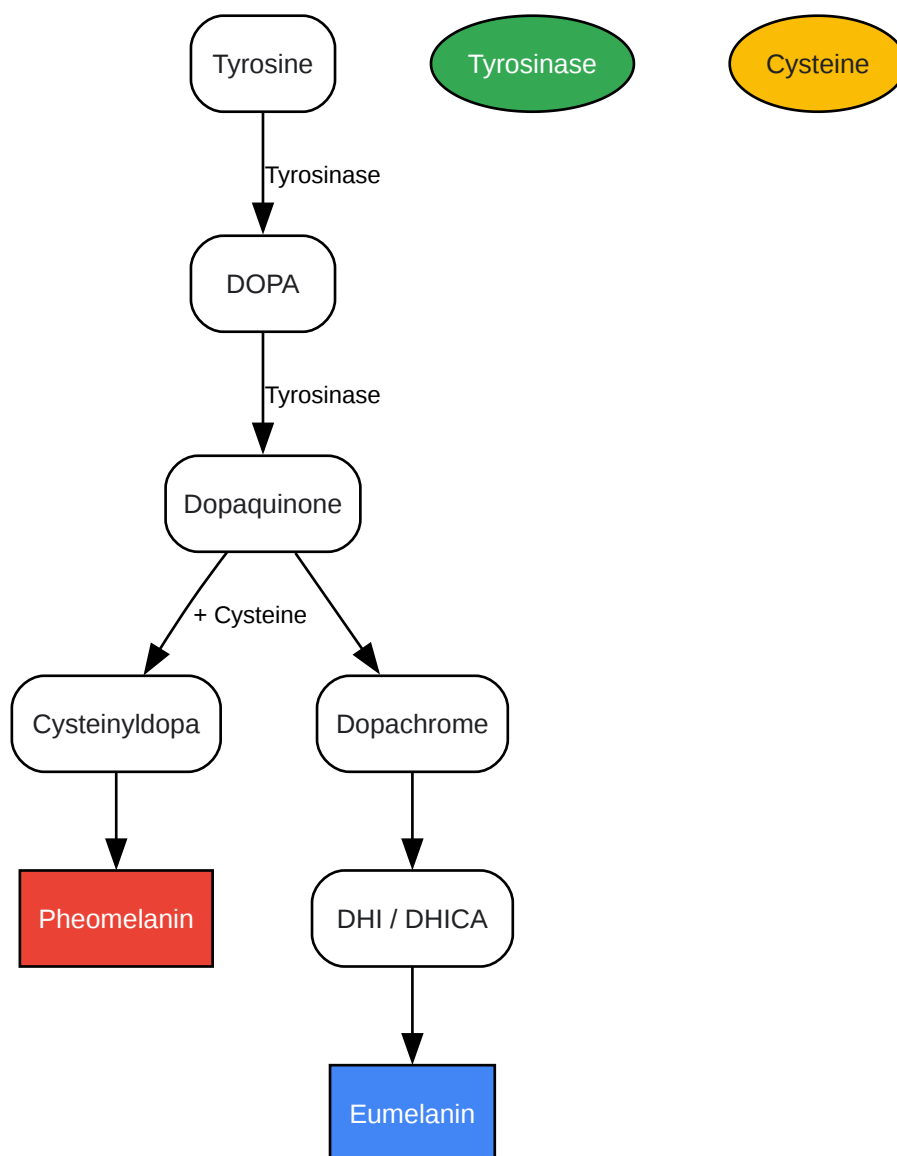 Tyrosine
Tyrosinase
Cysteine
Tyrosinase
DOPA
Tyrosinase
Dopaquinone
+ Cysteine
Cysteinyldopa
Dopachrome
Pheomelanin
DHI / DHICA
Eumelanin